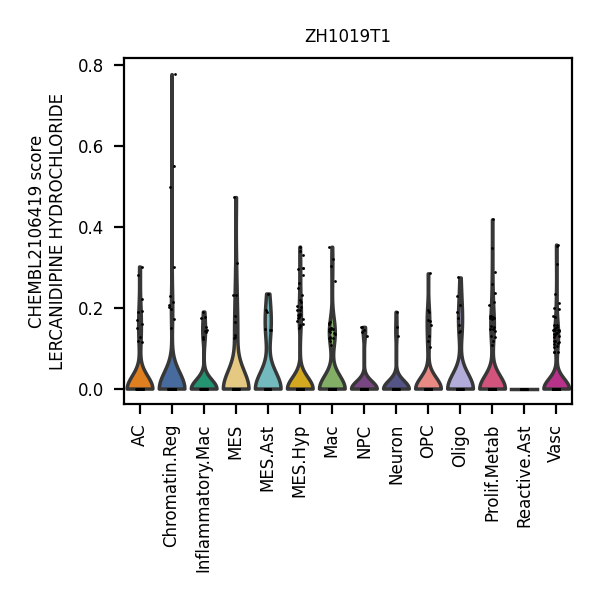 ZH1019T1
CHEMBL2106419 score
LERCANIDIPINE HYDROCHLORIDE
0.8
0.6
0.4
0.2
0.0
AC
Chromatin.Reg
Inflammatory.Mac
MES
MES.Ast
MES.Hyp
Mac
NPC
Neuron
OPC
Oligo
Prolif.Metab
Reactive.Ast
Vasc